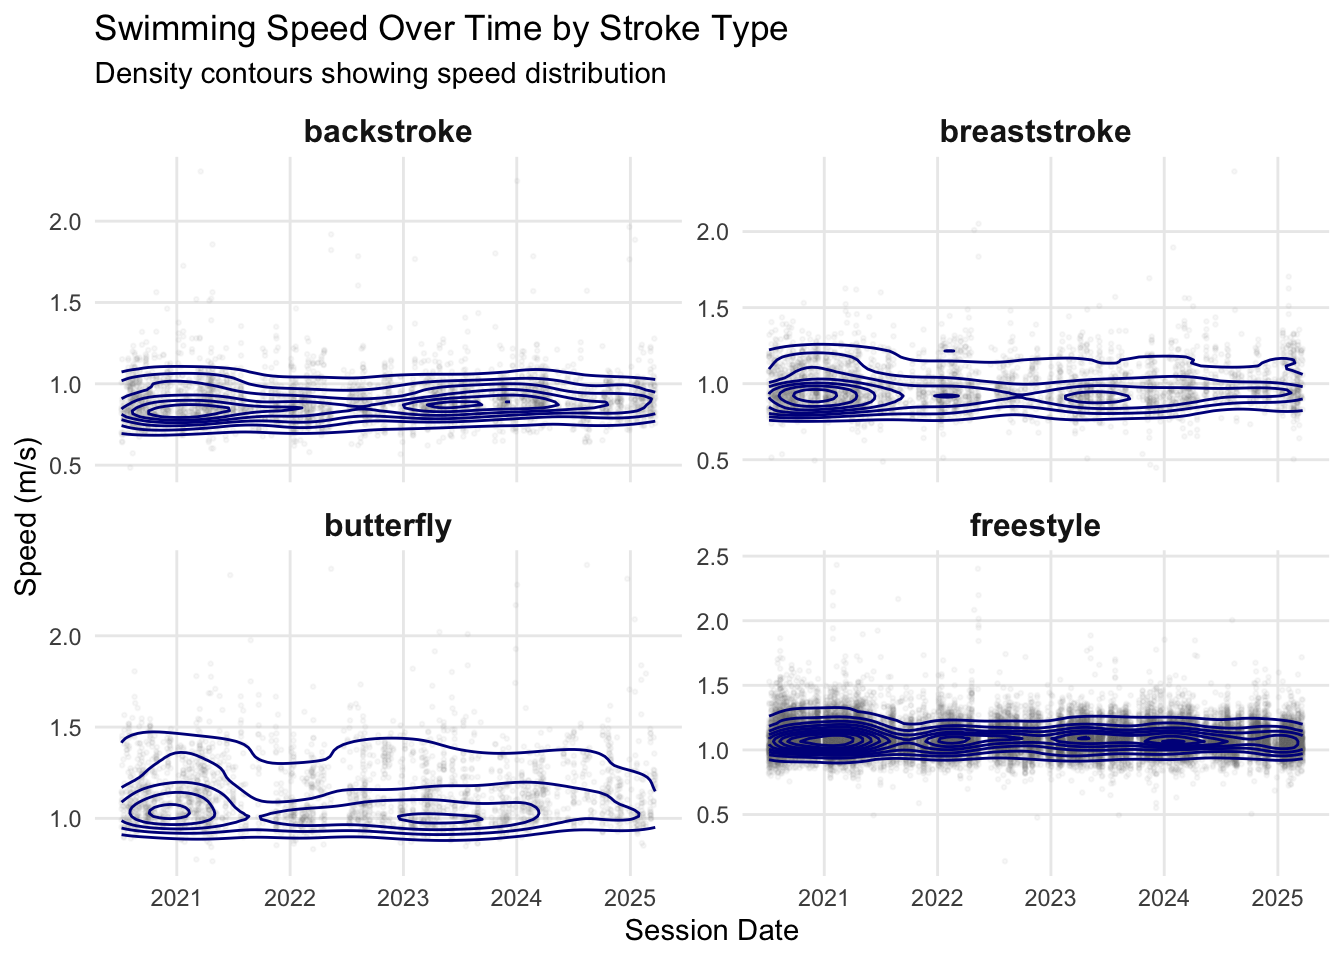 Swimming Speed Over Time by Stroke Type
Density contours showing speed distribution
backstroke
breaststroke
2.0
1.5
1.0
0.5
2.0
1.5
1.0
0.5
butterfly
freestyle
2.0
1.5
1.0
2.5
2.0
1.5
1.0
0.5
Speed (m/s)
2021 2022 2023 2024 2025
2021 2022 2023 2024 2025
Session Date